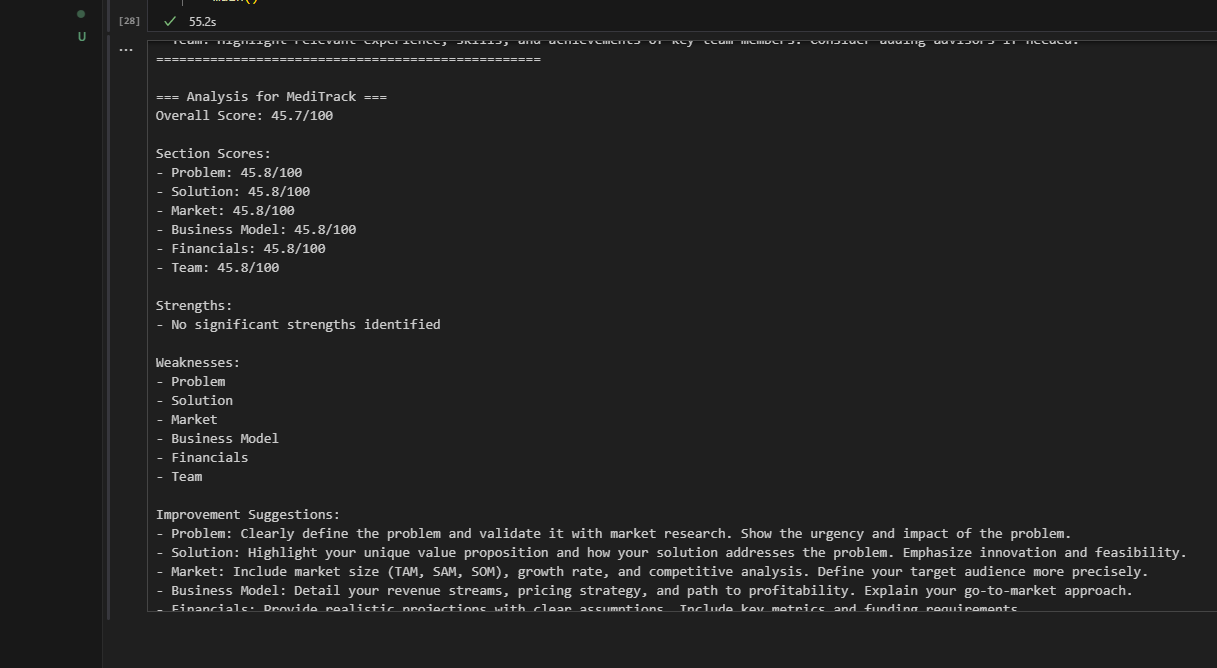 main()
[28] ✓ 55.2s
U
...
- Team: Highlight relevant experience, skills, and achievements of key team members. Consider adding advisors if needed.
==================================================
=== Analysis for MediTrack ===
Overall Score: 45.7/100
Section Scores:
- Problem: 45.8/100
- Solution: 45.8/100
- Market: 45.8/100
- Business Model: 45.8/100
- Financials: 45.8/100
- Team: 45.8/100
Strengths:
- No significant strengths identified
Weaknesses:
- Problem
- Solution
- Market
- Business Model
- Financials
- Team
Improvement Suggestions:
- Problem: Clearly define the problem and validate it with market research. Show the urgency and impact of the problem.
- Solution: Highlight your unique value proposition and how your solution addresses the problem. Emphasize innovation and feasibility.
- Market: Include market size (TAM, SAM, SOM), growth rate, and competitive analysis. Define your target audience more precisely.
- Business Model: Detail your revenue streams, pricing strategy, and path to profitability. Explain your go-to-market approach.
- Financials: Provide realistic projections with clear assumptions. Include key metrics and funding requirements.